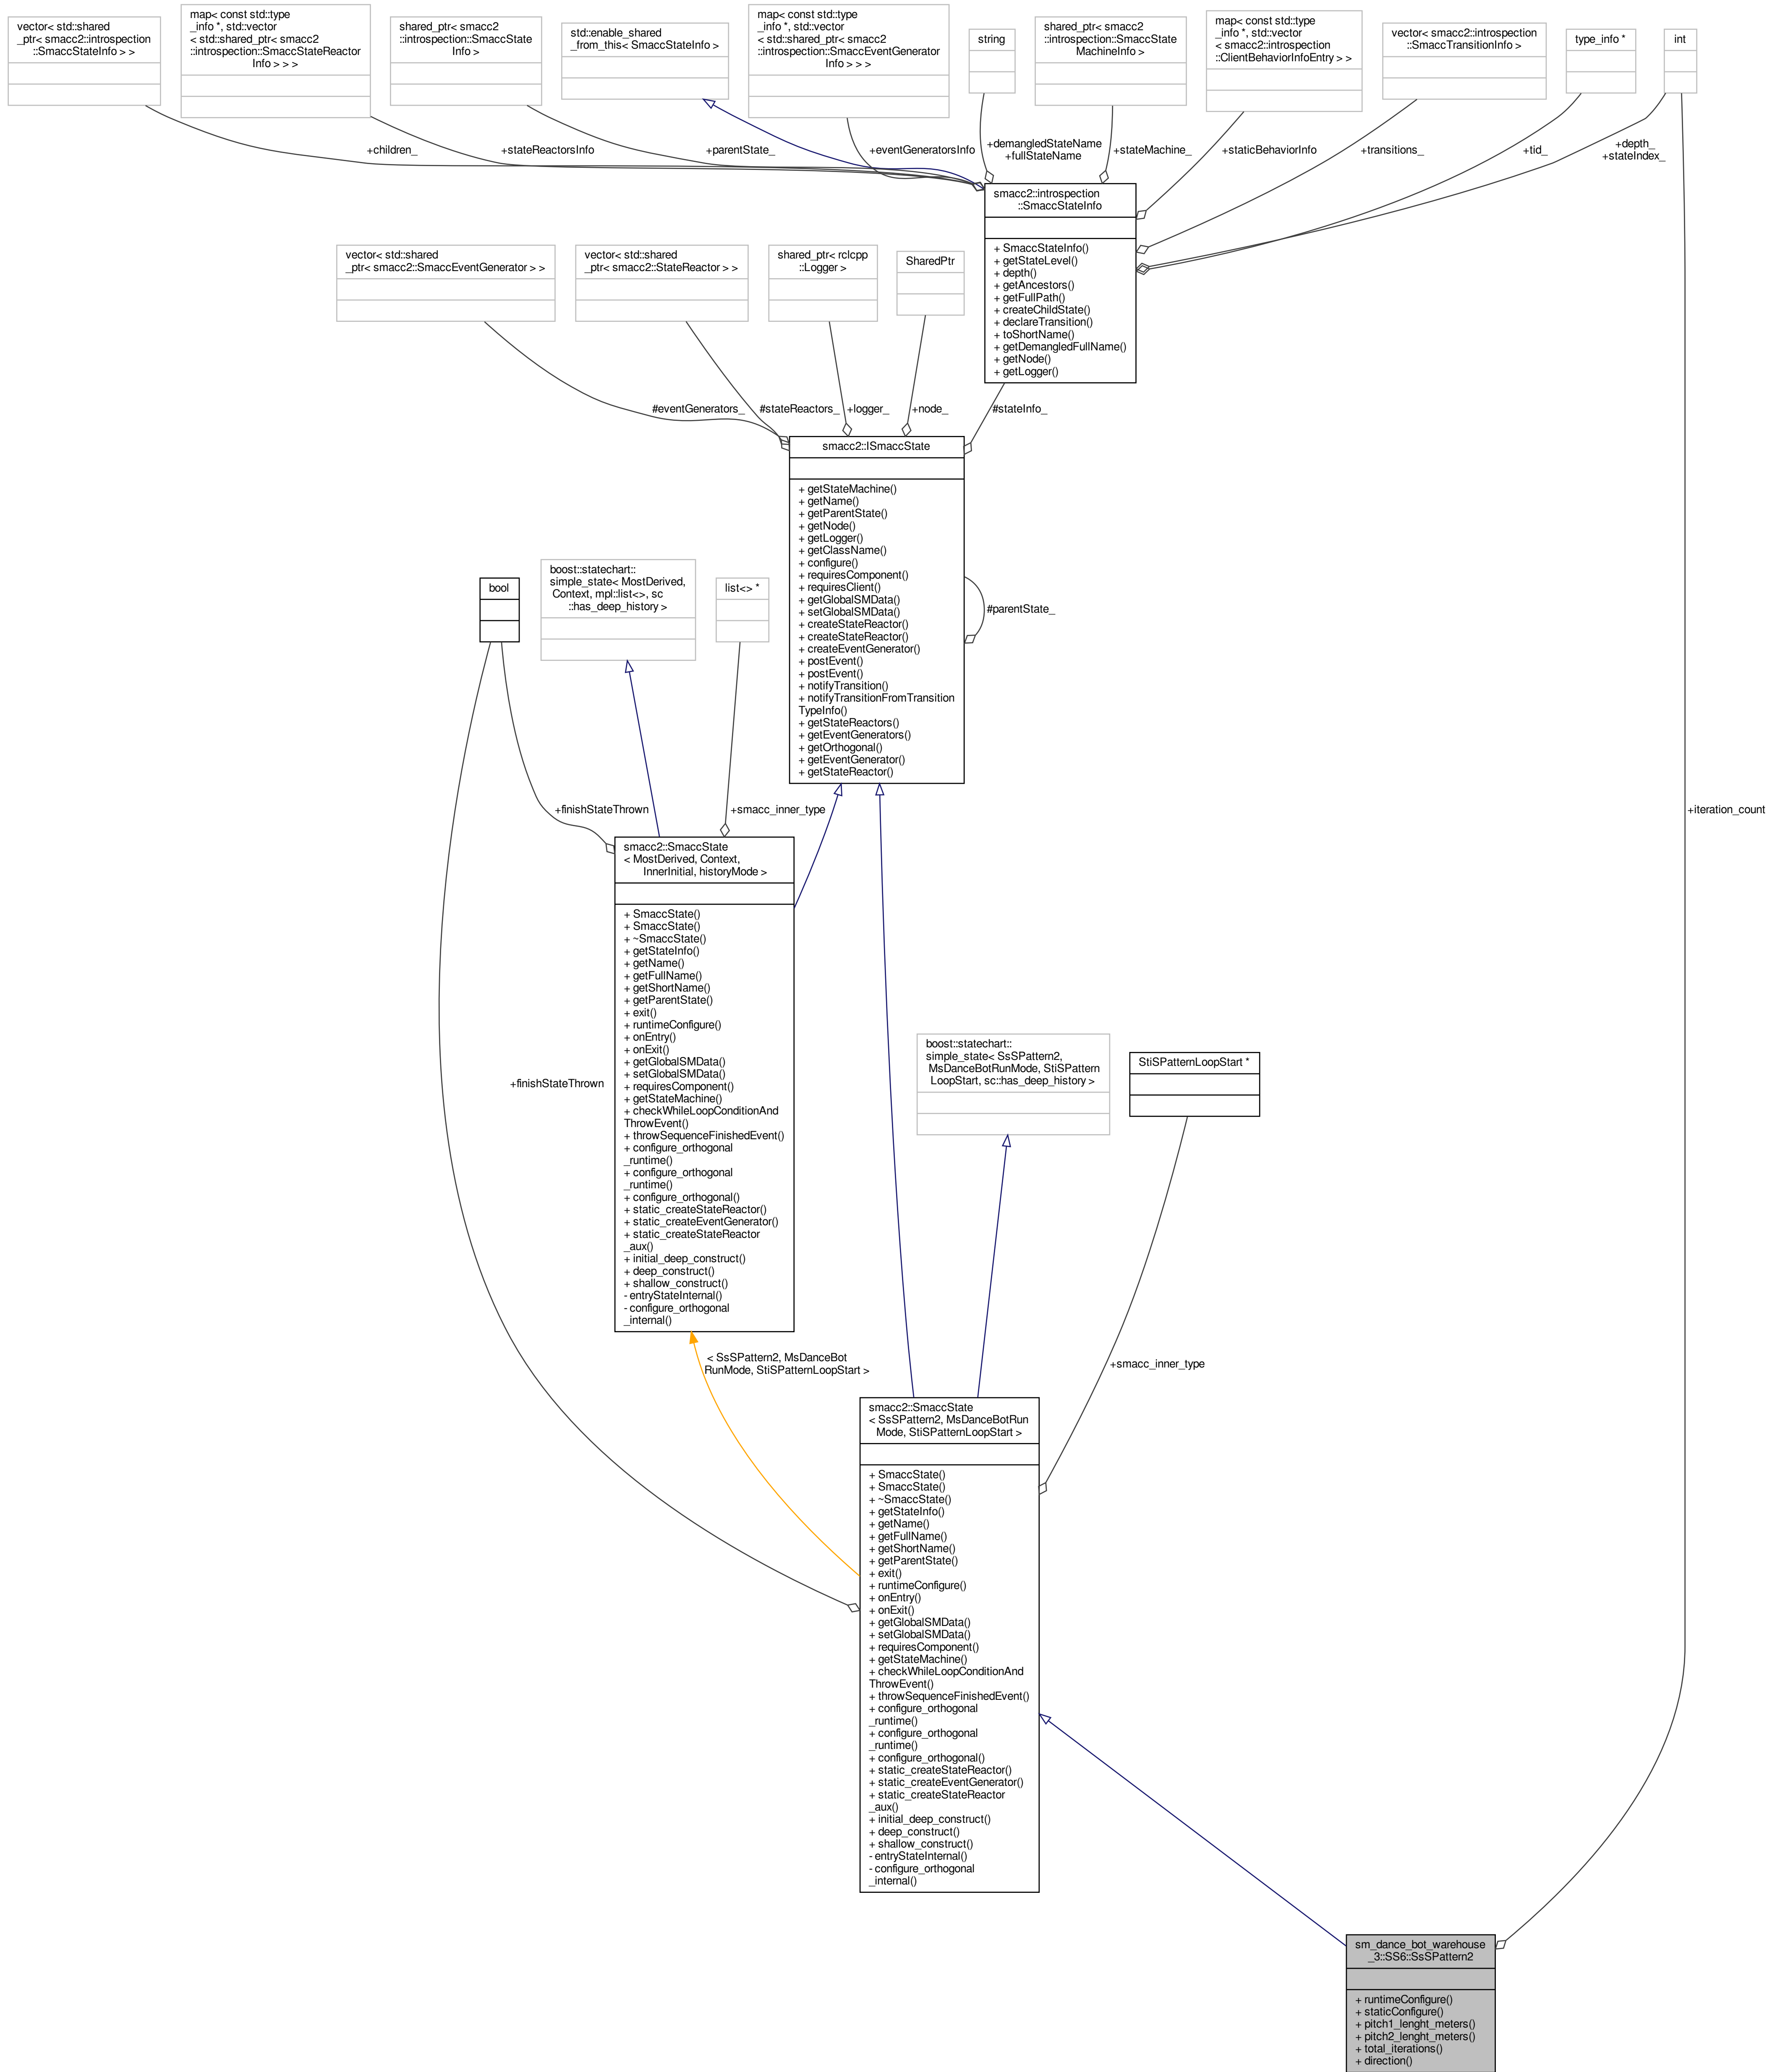 vector< std::shared
_ptr< smacc2::introspection
::SmaccStateInfo > >
map< const std::type
_info *, std::vector
< std::shared_ptr< smacc2
::introspection::SmaccStateReactor
Info > > >
shared_ptr< smacc2
::introspection::SmaccState
Info >
std::enable_shared
_from_this< SmaccStateInfo >
map< const std::type
_info *, std::vector
< std::shared_ptr< smacc2
::introspection::SmaccEventGenerator
Info > > >
string
shared_ptr< smacc2
::introspection::SmaccState
MachineInfo >
map< const std::type
_info *, std::vector
< smacc2::introspection
::ClientBehaviorInfoEntry > >
vector< smacc2::introspection
::SmaccTransitionInfo >
type_info *
int
+children_
+stateReactorsInfo
+parentState_
+eventGeneratorsInfo
+demangledStateName
+fullStateName
+stateMachine_
+staticBehaviorInfo
+transitions_
+tid_
+depth_
+stateIndex_
smacc2::introspection
::SmaccStateInfo
+ SmaccStateInfo()
+ getStateLevel()
+ depth()
+ getAncestors()
+ getFullPath()
+ createChildState()
+ declareTransition()
+ toShortName()
+ getDemangledFullName()
+ getNode()
+ getLogger()
vector< std::shared
_ptr< smacc2::SmaccEventGenerator > >
vector< std::shared
_ptr< smacc2::StateReactor > >
shared_ptr< rclcpp
::Logger >
SharedPtr
#eventGenerators_
#stateReactors_
+logger_
+node_
#stateInfo_
smacc2::ISmaccState
+ getStateMachine()
+ getName()
+ getParentState()
+ getNode()
+ getLogger()
+ getClassName()
+ configure()
+ requiresComponent()
+ requiresClient()
+ getGlobalSMData()
+ setGlobalSMData()
+ createStateReactor()
+ createStateReactor()
+ createEventGenerator()
+ postEvent()
+ postEvent()
+ notifyTransition()
+ notifyTransitionFromTransition
TypeInfo()
+ getStateReactors()
+ getEventGenerators()
+ getOrthogonal()
+ getEventGenerator()
+ getStateReactor()
#parentState_
bool
boost::statechart::
simple_state< MostDerived,
Context, mpl::list<>, sc
::has_deep_history >
list<> *
+finishStateThrown
+smacc_inner_type
+iteration_count
smacc2::SmaccState
< MostDerived, Context,
InnerInitial, historyMode >
+ SmaccState()
+ SmaccState()
+ ~SmaccState()
+ getStateInfo()
+ getName()
+ getFullName()
+ getShortName()
+ getParentState()
+ exit()
+ runtimeConfigure()
+ onEntry()
+ onExit()
+ getGlobalSMData()
+ setGlobalSMData()
+ requiresComponent()
+ getStateMachine()
+ checkWhileLoopConditionAnd
ThrowEvent()
+ throwSequenceFinishedEvent()
+ configure_orthogonal
_runtime()
+ configure_orthogonal
_runtime()
+ configure_orthogonal()
+ static_createStateReactor()
+ static_createEventGenerator()
+ static_createStateReactor
_aux()
+ initial_deep_construct()
+ deep_construct()
+ shallow_construct()
- entryStateInternal()
- configure_orthogonal
_internal()
+finishStateThrown
boost::statechart::
simple_state< SsSPattern2,
MsDanceBotRunMode, StiSPattern
LoopStart, sc::has_deep_history >
StiSPatternLoopStart *
< SsSPattern2, MsDanceBot
RunMode, StiSPatternLoopStart >
+smacc_inner_type
smacc2::SmaccState
< SsSPattern2, MsDanceBotRun
Mode, StiSPatternLoopStart >
+ SmaccState()
+ SmaccState()
+ ~SmaccState()
+ getStateInfo()
+ getName()
+ getFullName()
+ getShortName()
+ getParentState()
+ exit()
+ runtimeConfigure()
+ onEntry()
+ onExit()
+ getGlobalSMData()
+ setGlobalSMData()
+ requiresComponent()
+ getStateMachine()
+ checkWhileLoopConditionAnd
ThrowEvent()
+ throwSequenceFinishedEvent()
+ configure_orthogonal
_runtime()
+ configure_orthogonal
_runtime()
+ configure_orthogonal()
+ static_createStateReactor()
+ static_createEventGenerator()
+ static_createStateReactor
_aux()
+ initial_deep_construct()
+ deep_construct()
+ shallow_construct()
- entryStateInternal()
- configure_orthogonal
_internal()
sm_dance_bot_warehouse
_3::SS6::SsSPattern2
+ runtimeConfigure()
+ staticConfigure()
+ pitch1_lenght_meters()
+ pitch2_lenght_meters()
+ total_iterations()
+ direction()